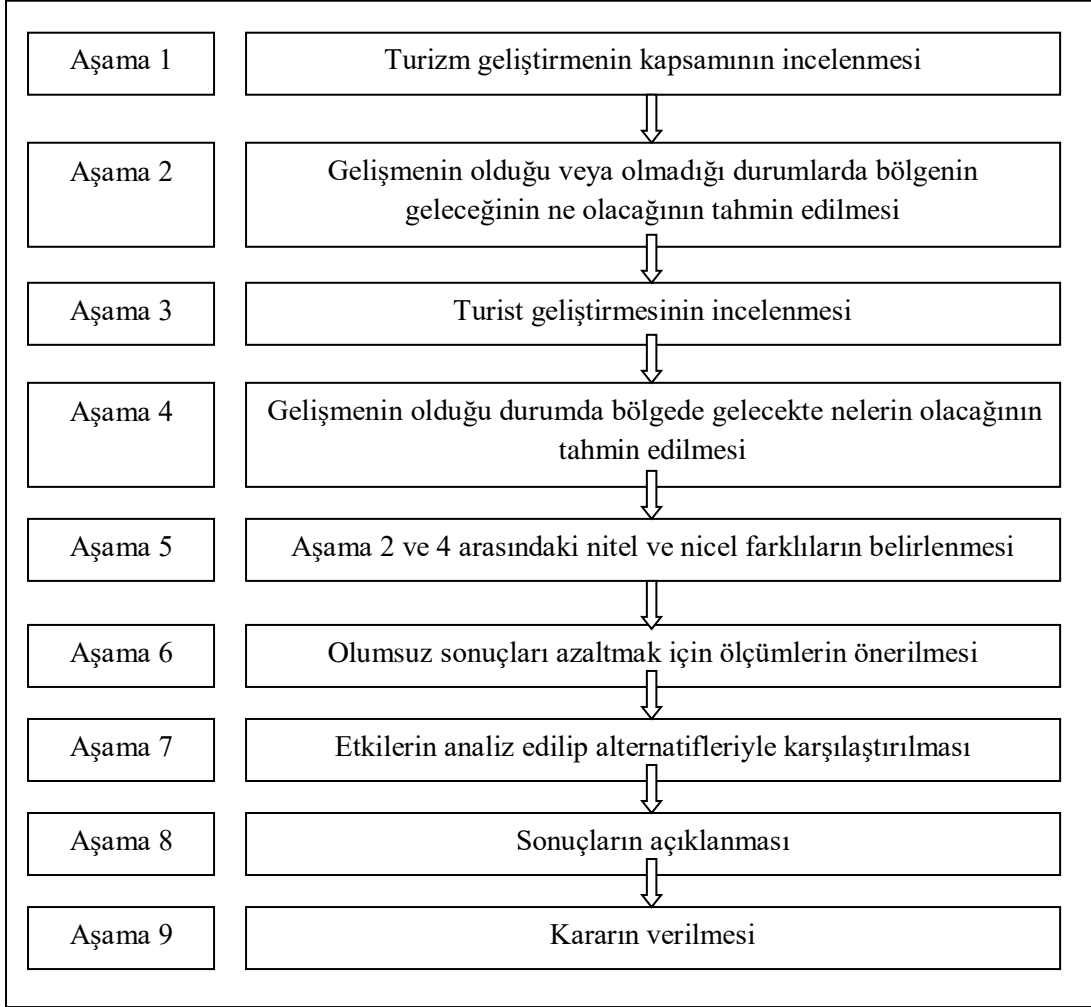 Aşama 1
Turizm geliştirmenin kapsamının incelenmesi
Aşama 2
Gelişmenin olduğu veya olmadığı durumlarda bölgenin
geleceğinin ne olacağının tahmin edilmesi
Aşama 3
Turist geliştirmesinin incelenmesi
Aşama 4
Gelişmenin olduğu durumda bölgede gelecekte nelerin olacağının
tahmin edilmesi
Aşama 5
Aşama 2 ve 4 arasındaki nitel ve nicel farklıların belirlenmesi
Aşama 6
Olumsuz sonuçları azaltmak için ölçümlerin önerilmesi
Aşama 7
Etkilerin analiz edilip alternatifleriyle karşılaştırılması
Aşama 8
Sonuçların açıklanması
Aşama 9
Kararın verilmesi